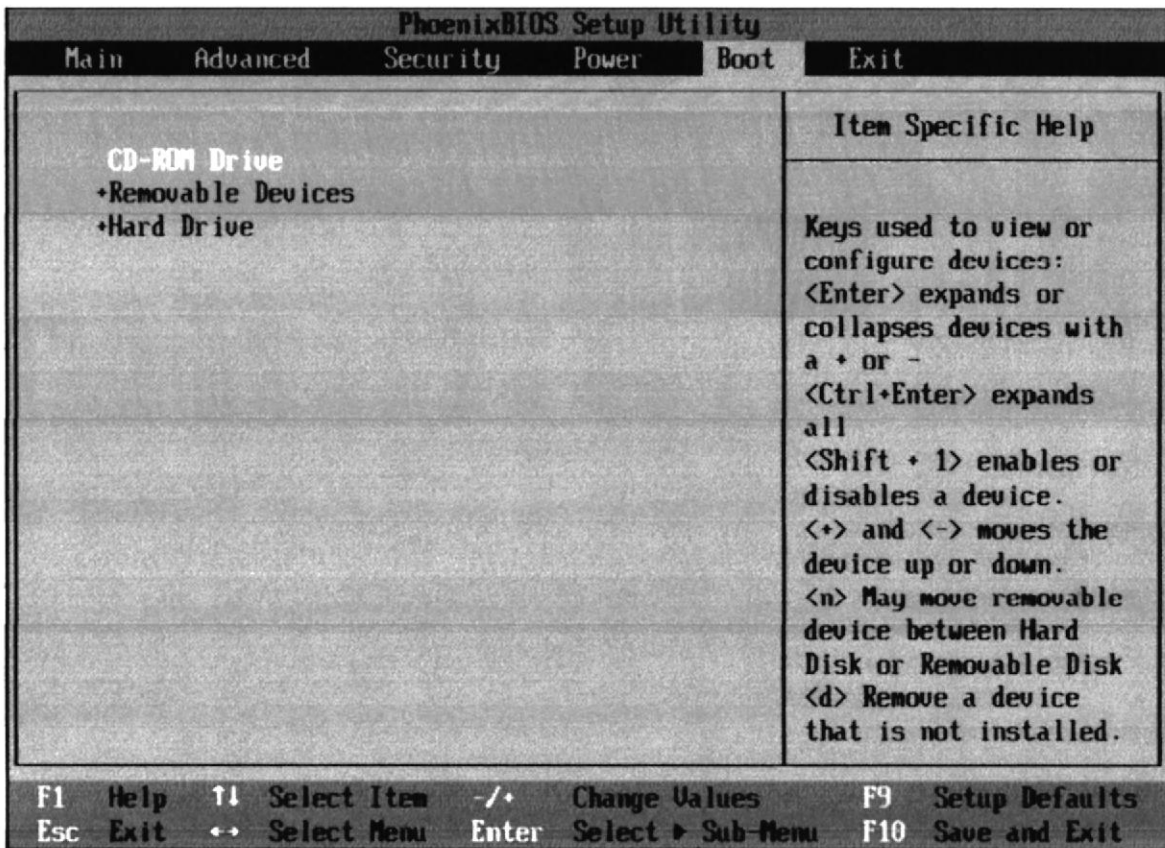 PhoenixBIOS Setup Utility
Main Advanced Security Power Boot Exit
CD-ROM Drive
+Removable Devices
+Hard Drive
Item Specific Help
Keys used to view or
configure devices:
<Enter> expands or
collapses devices with
a + or -
<Ctrl+Enter> expands
all
<Shift + 1> enables or
disables a device.
<+> and <-> moves the
device up or down.
<n> May move removable
device between Hard
Disk or Removable Disk
<d> Remove a device
that is not installed.
F1 Help ↑↓ Select Item -/+ Change Values F9 Setup Defaults
Esc Exit ↔ Select Menu Enter Select ▶ Sub-Menu F10 Save and Exit